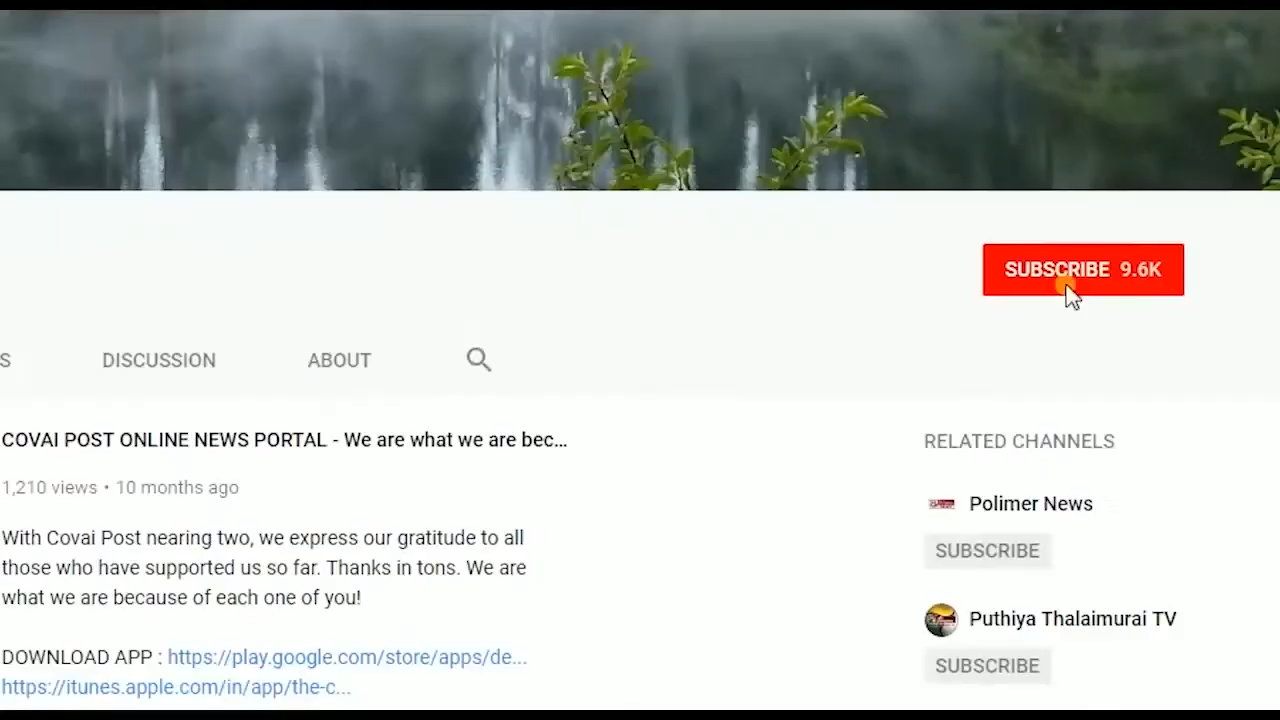 SUBSCRIBE 9.6K
S DISCUSSION ABOUT
COVAI POST ONLINE NEWS PORTAL - We are what we are bec...
1,210 views • 10 months ago
With Covai Post nearing two, we express our gratitude to all
those who have supported us so far. Thanks in tons. We are
what we are because of each one of you!
DOWNLOAD APP : https://play.google.com/store/apps/de...
https://itunes.apple.com/in/app/the-c...
RELATED CHANNELS
Polimer News
SUBSCRIBE
Puthiya Thalaimurai TV
SUBSCRIBE